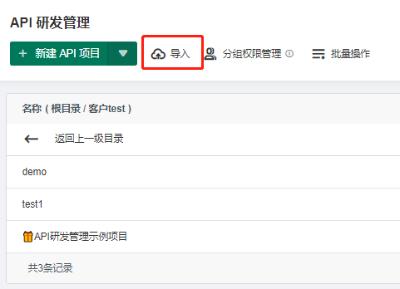 API 研发管理
+ 新建 API 项目 导入 分组权限管理 批量操作
名称 ( 根目录 / 客户test )
返回上一级目录
demo
test1
API研发管理示例项目
共3条记录